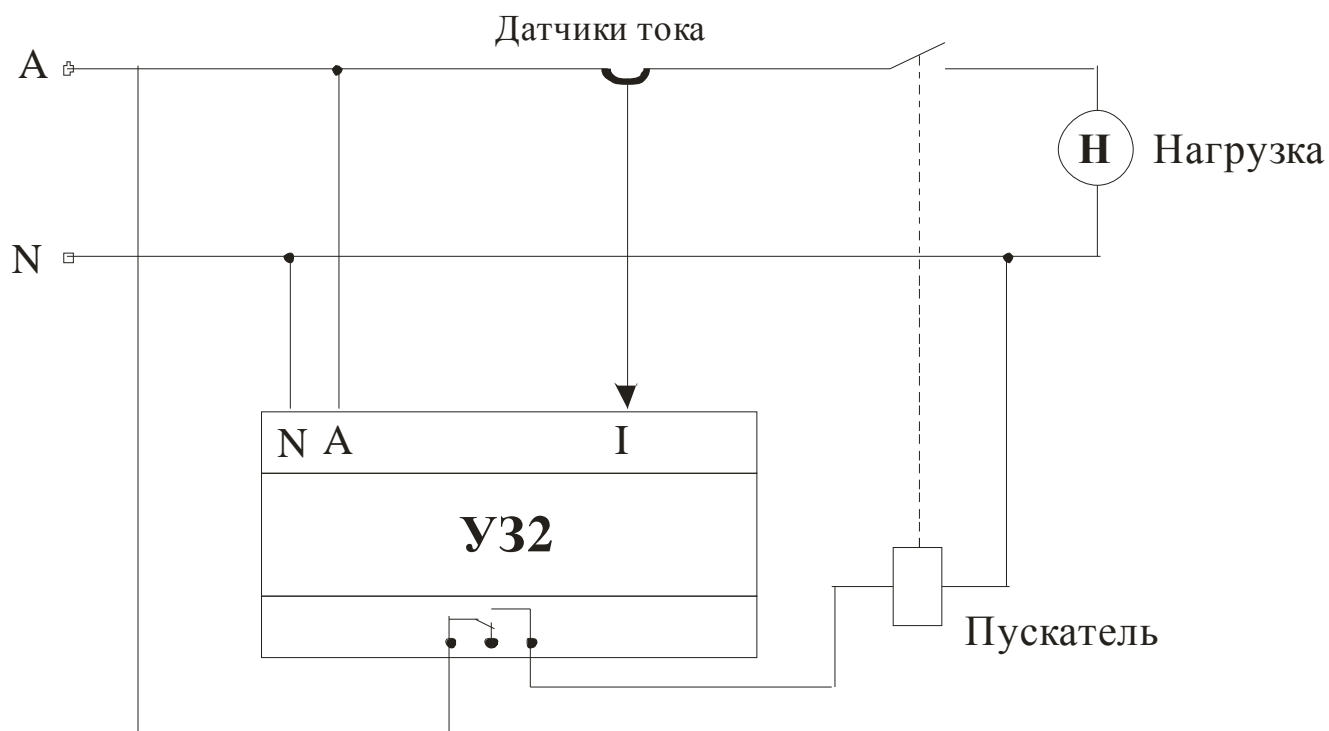 Датчики тока
A
Н Нагрузка
N
N A I
УЗ2
Пускатель